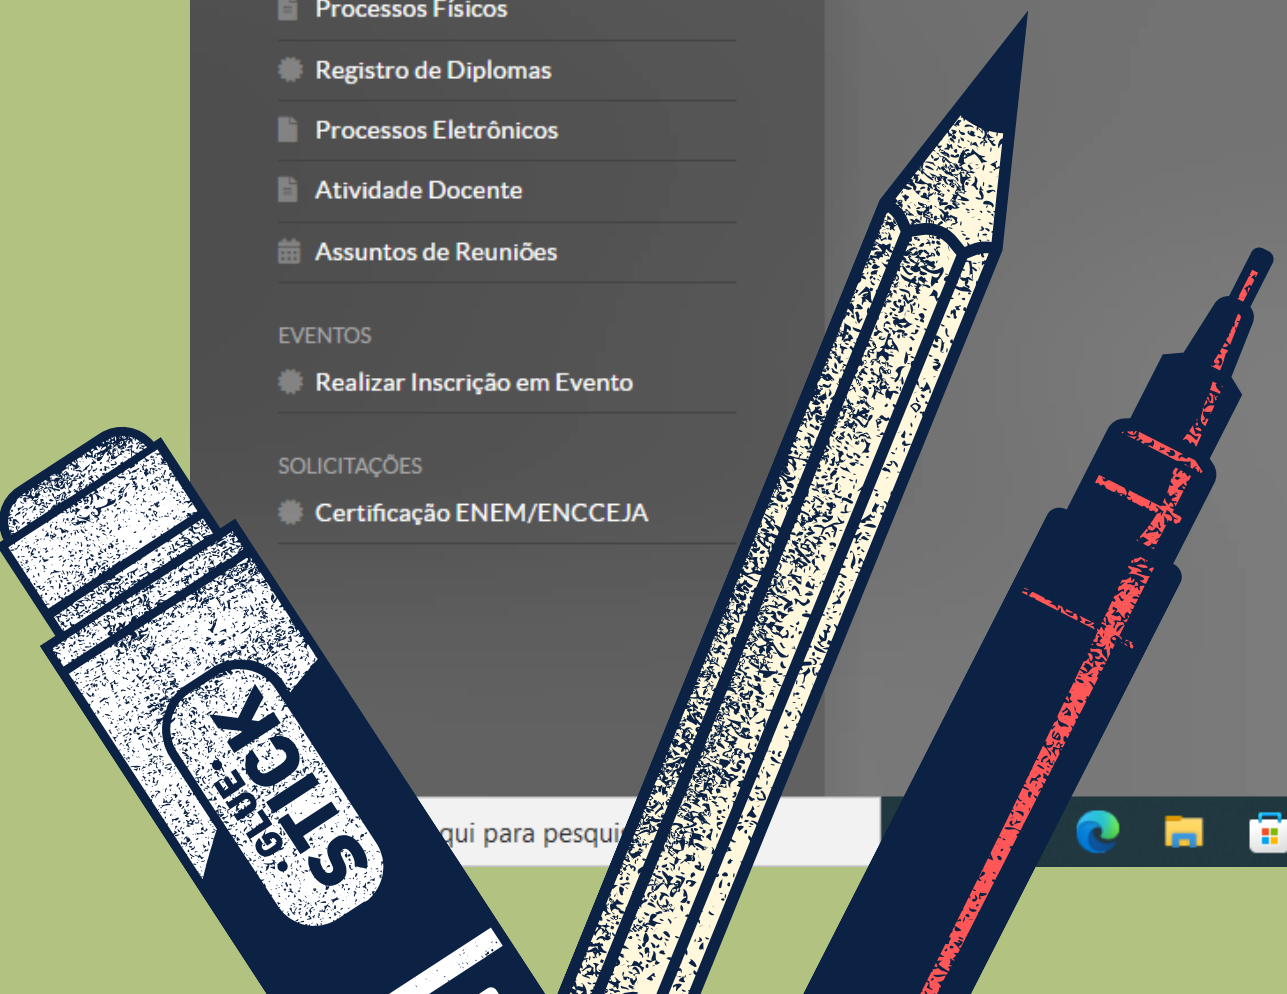 Processos Físicos
Registro de Diplomas
Processos Eletrônicos
Atividade Docente
Assuntos de Reuniões
EVENTOS
Realizar Inscrição em Evento
SOLICITAÇÕES
Certificação ENEM/ENCCEJA
• GLUE •
STICK
para